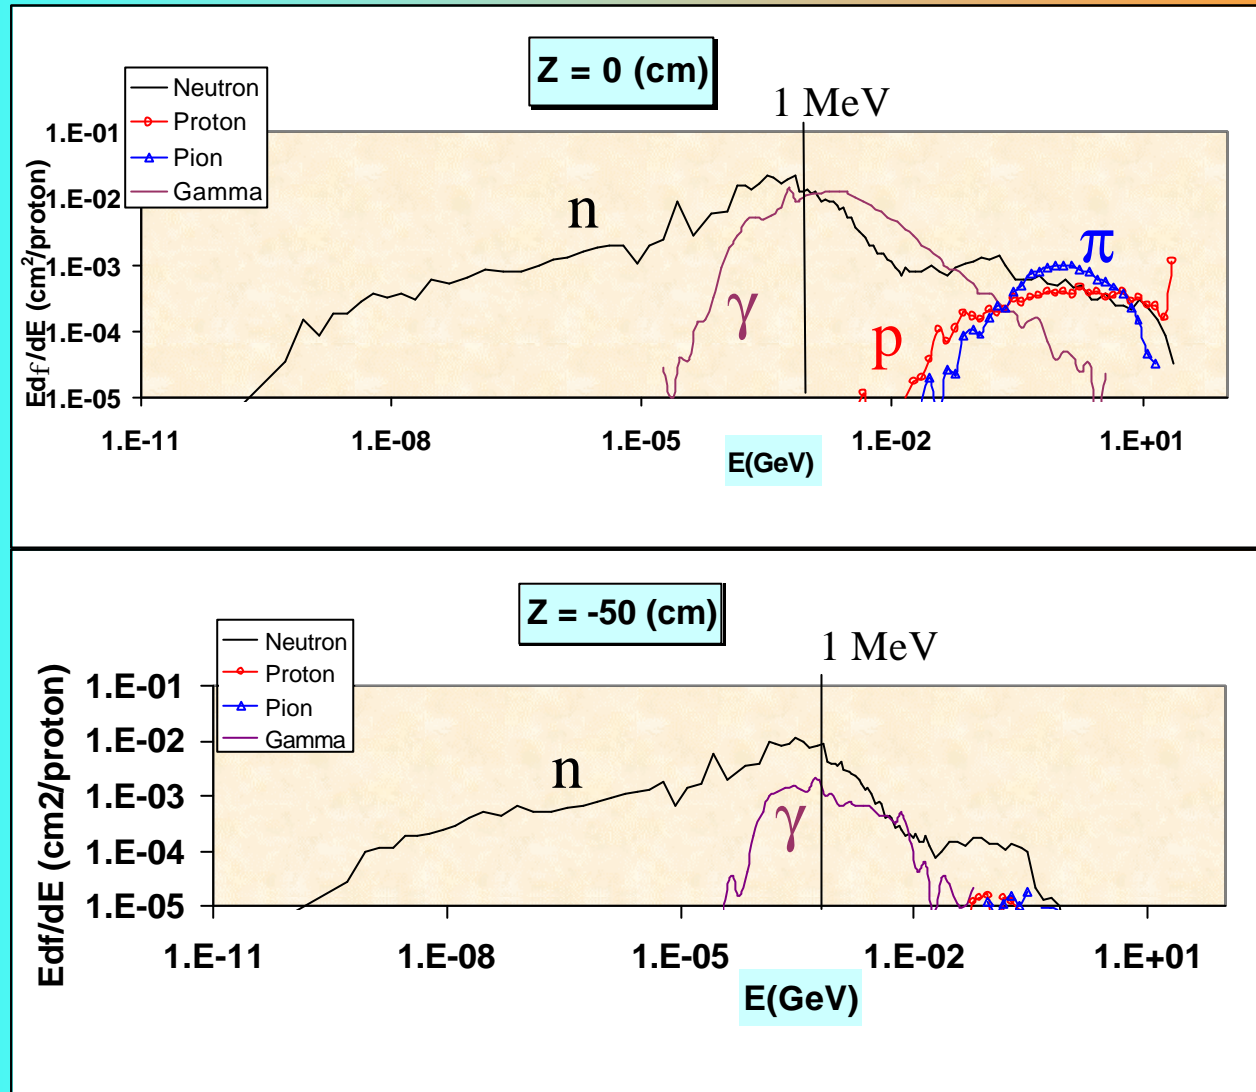 Z = 0 (cm)
Neutron
Proton
Pion
Gamma
1 MeV
n
γ
p
π
Edf/dE (cm²/proton)
1.E-01
1.E-02
1.E-03
1.E-04
1.E-05
1.E-11 1.E-08 1.E-05 1.E-02 1.E+01
E(GeV)
Z = -50 (cm)
Neutron
Proton
Pion
Gamma
1 MeV
n
γ
Edf/dE (cm2/proton)
1.E-01
1.E-02
1.E-03
1.E-04
1.E-05
1.E-11 1.E-08 1.E-05 1.E-02 1.E+01
E(GeV)